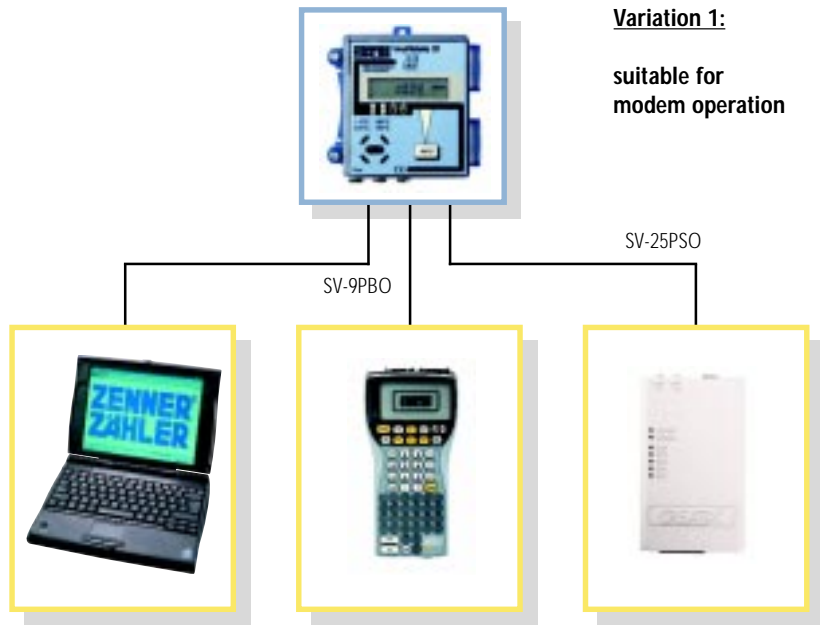 Variation 1:
suitable for
modem operation
SV-25PSO
SV-9PBO
ZENNER
ZÄHLER